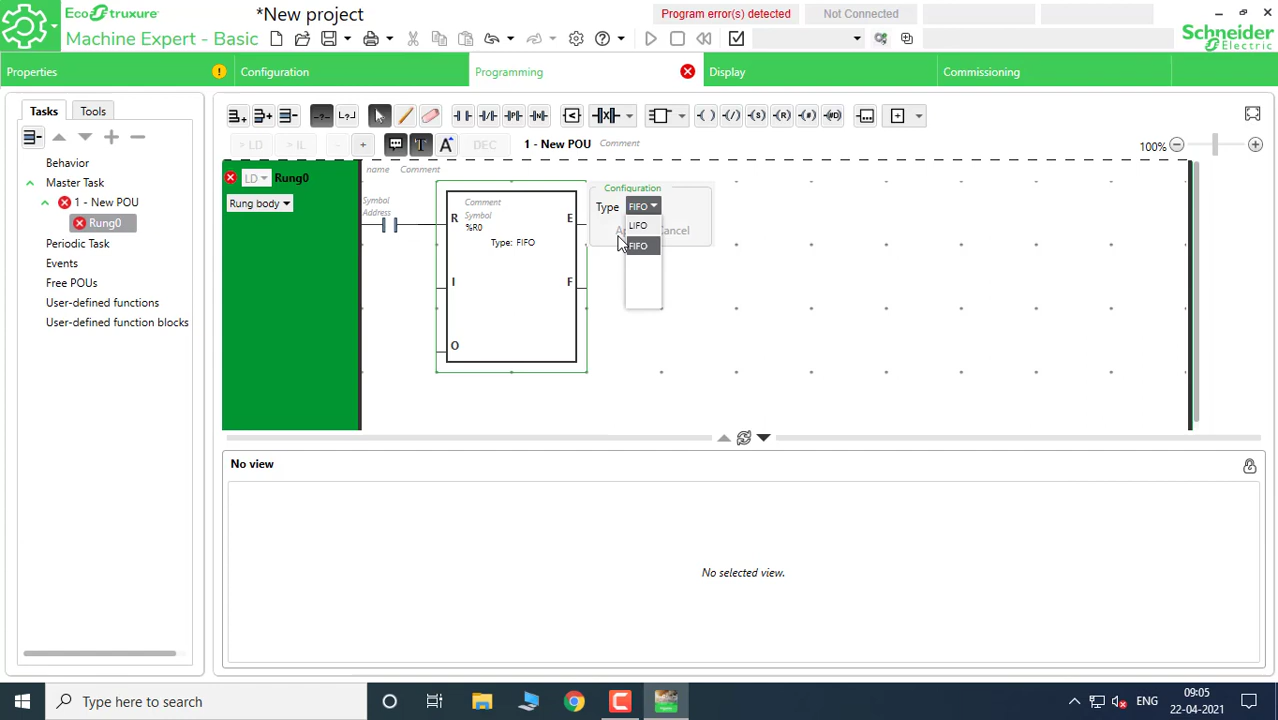 EcoStruxure
Machine Expert - Basic
*New project
Program error(s) detected
Not Connected
Schneider
Electric
Properties
Configuration
Programming
Display
Commissioning
Tasks
Tools
Behavior
Master Task
1 - New POU
Rung0
Periodic Task
Events
Free POUs
User-defined functions
User-defined function blocks
> LD
> IL
-
+
T
A
DEC
1 - New POU
Comment
100%
LD
Rung0
Rung body
name
Comment
Symbol
Address
Comment
Symbol
%R0
Type: FIFO
R
E
I
F
O
Configuration
Type
FIFO
LIFO
FIFO
No view
No selected view.
Type here to search
ENG
09:05
22-04-2021